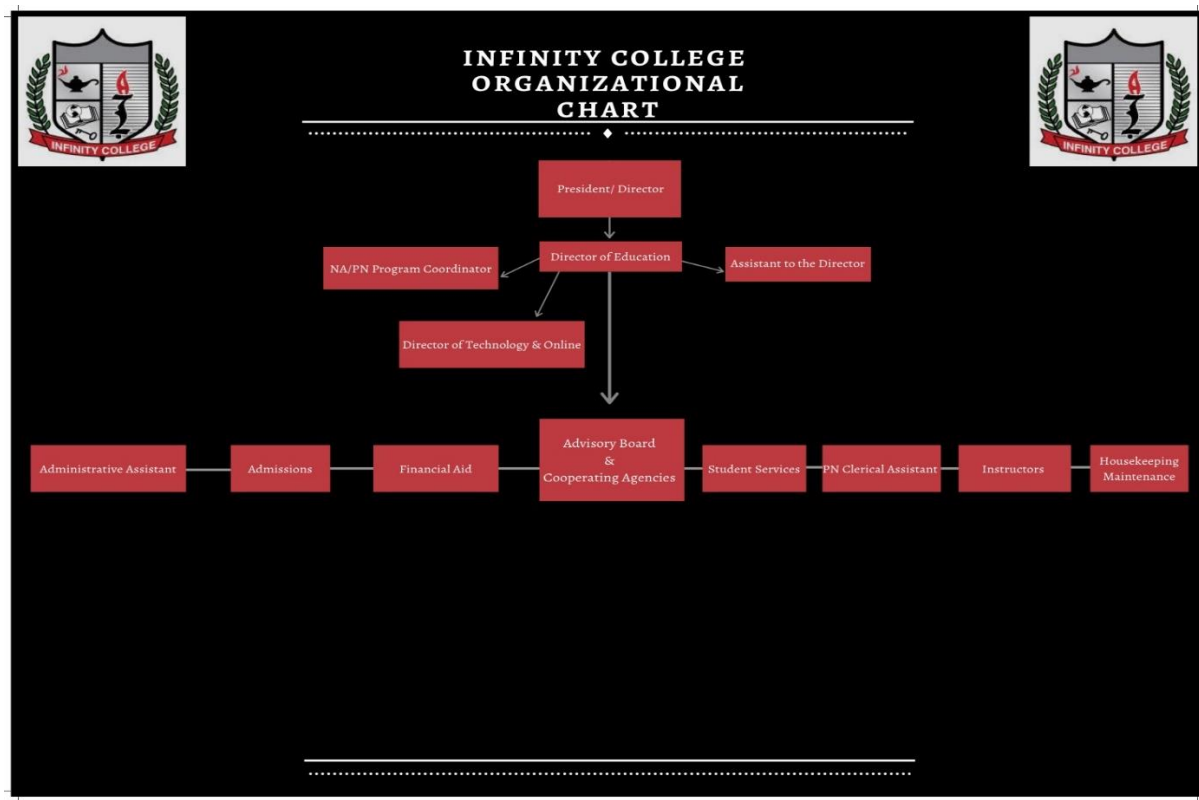 INFINITY COLLEGE
INFINITY COLLEGE
ORGANIZATIONAL
CHART
INFINITY COLLEGE
President/ Director
Director of Education
NA/PN Program Coordinator
Assistant to the Director
Director of Technology & Online
Advisory Board
&
Cooperating Agencies
Administrative Assistant
Admissions
Financial Aid
Student Services
PN Clerical Assistant
Instructors
Housekeeping
Maintenance